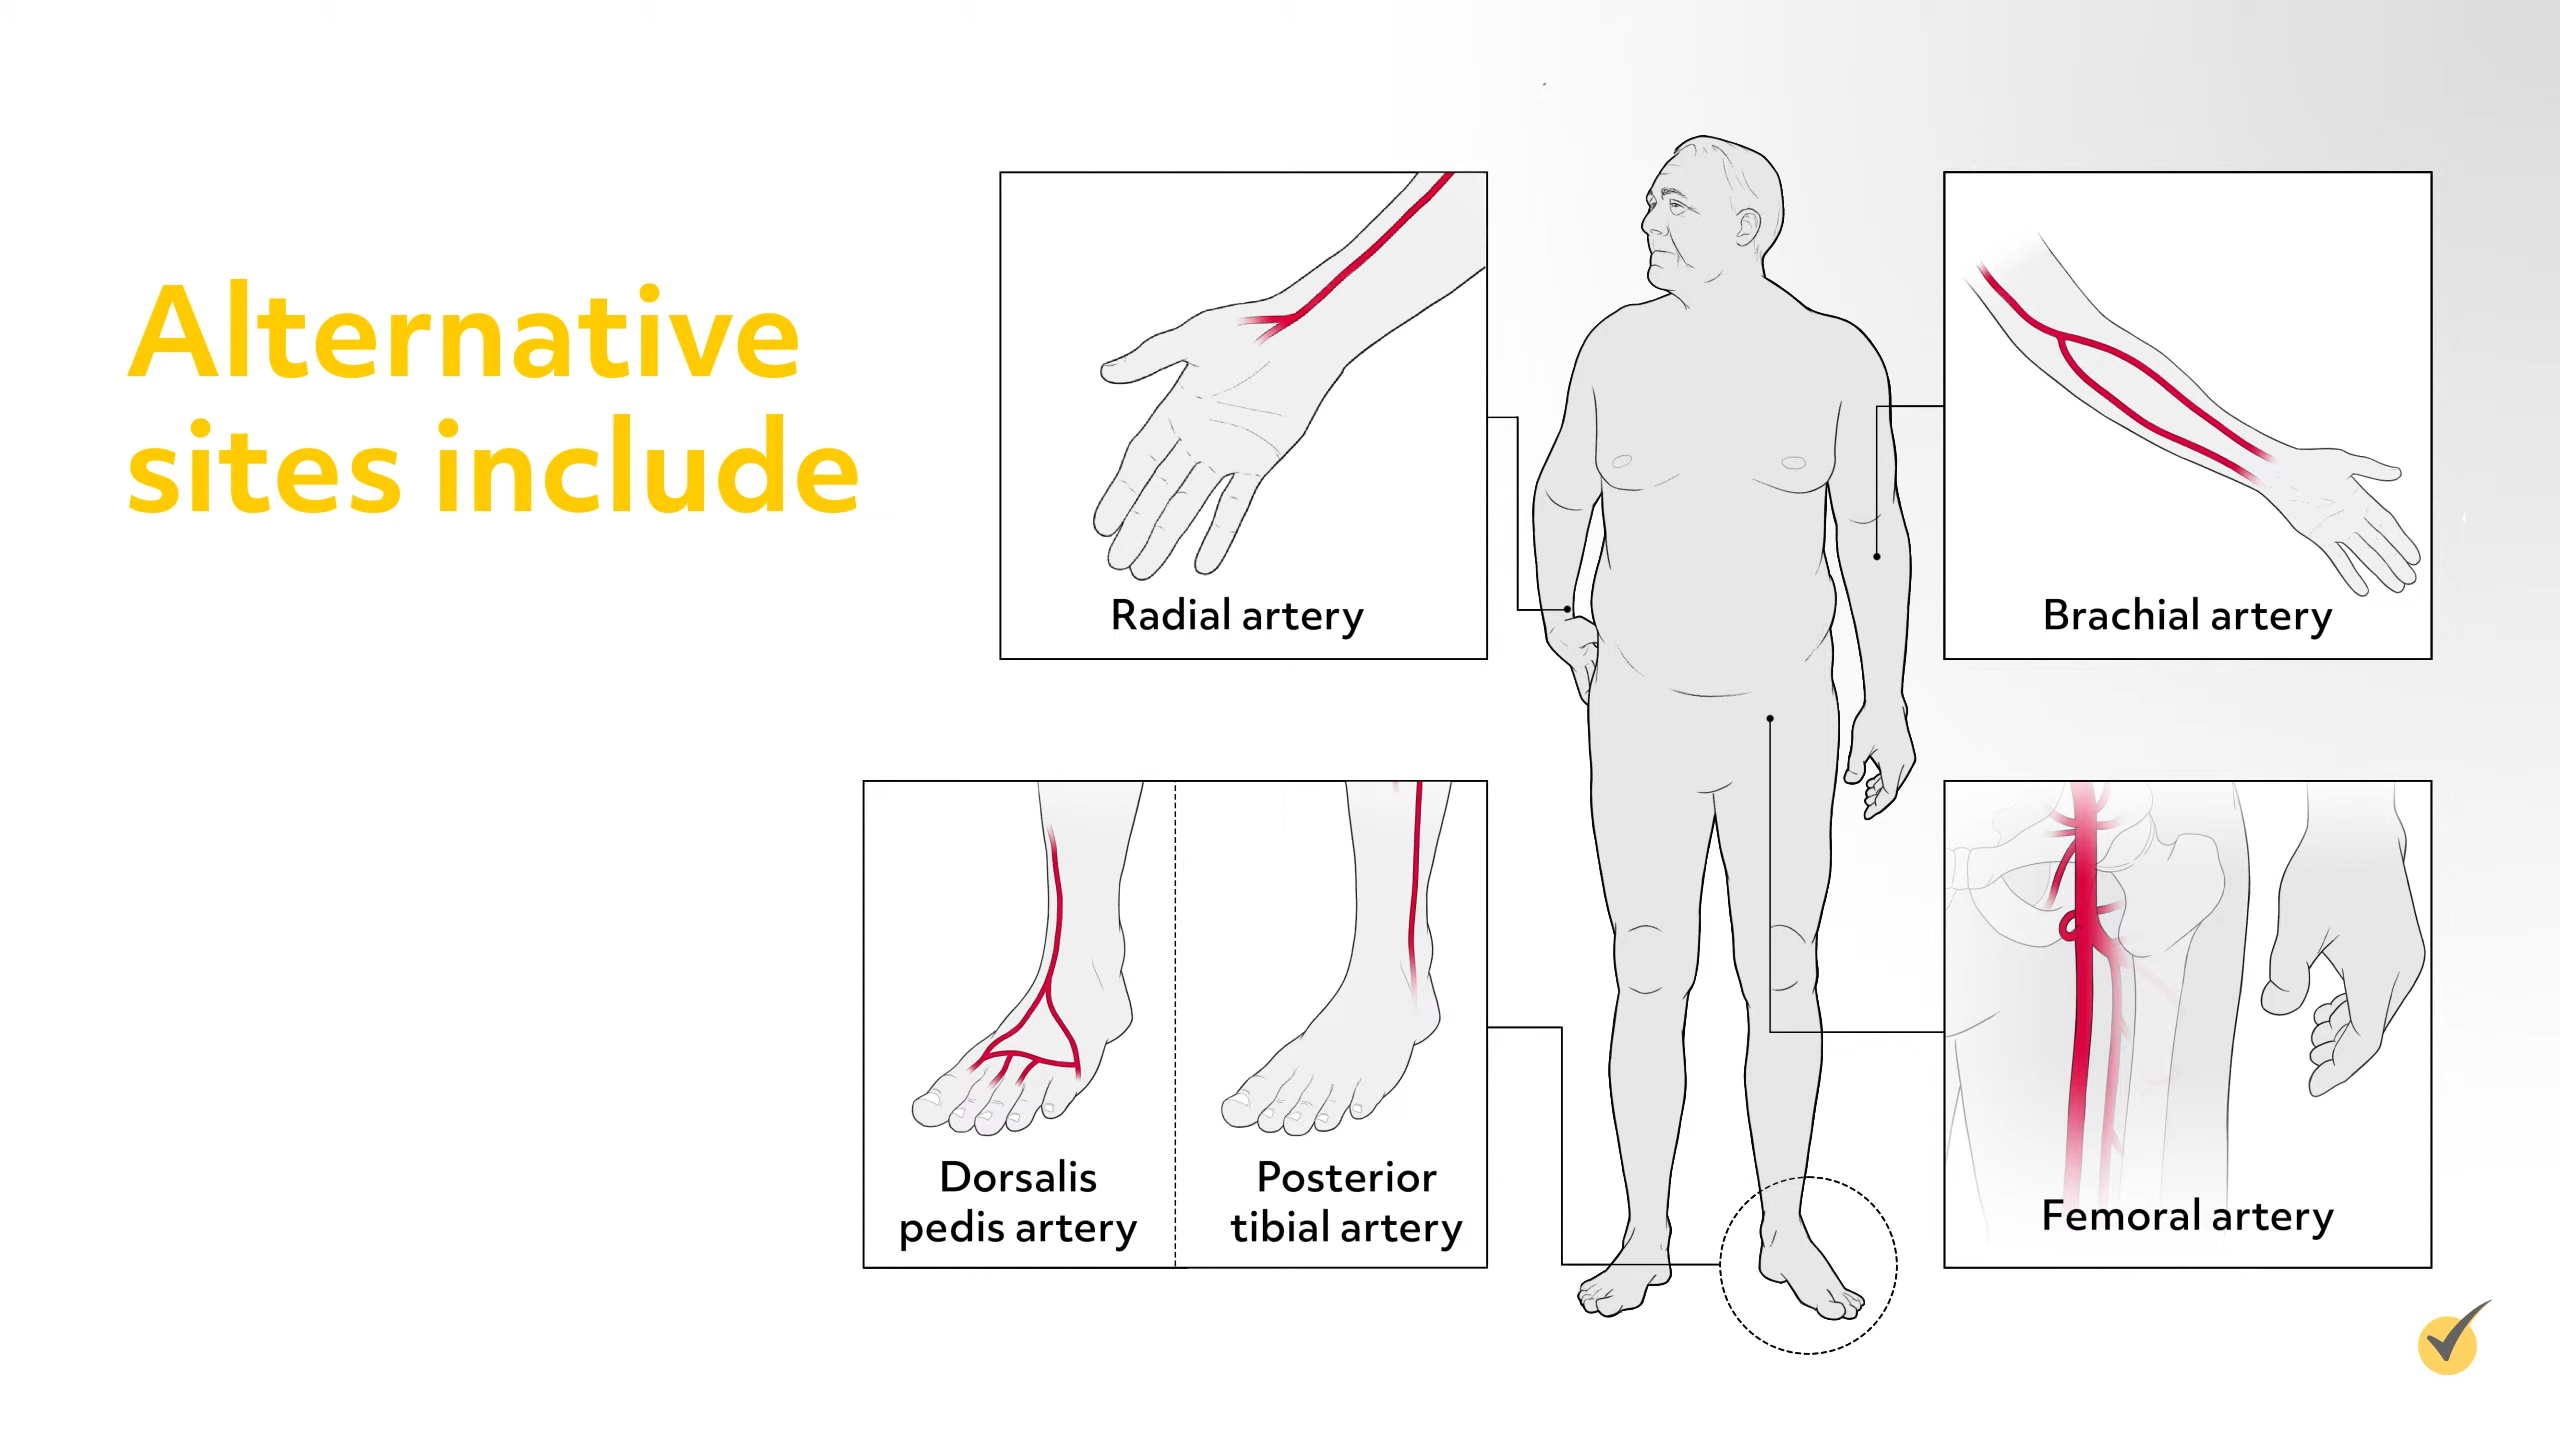 Alternative
sites include
Radial artery
Brachial artery
Dorsalis
pedis artery
Posterior
tibial artery
Femoral artery